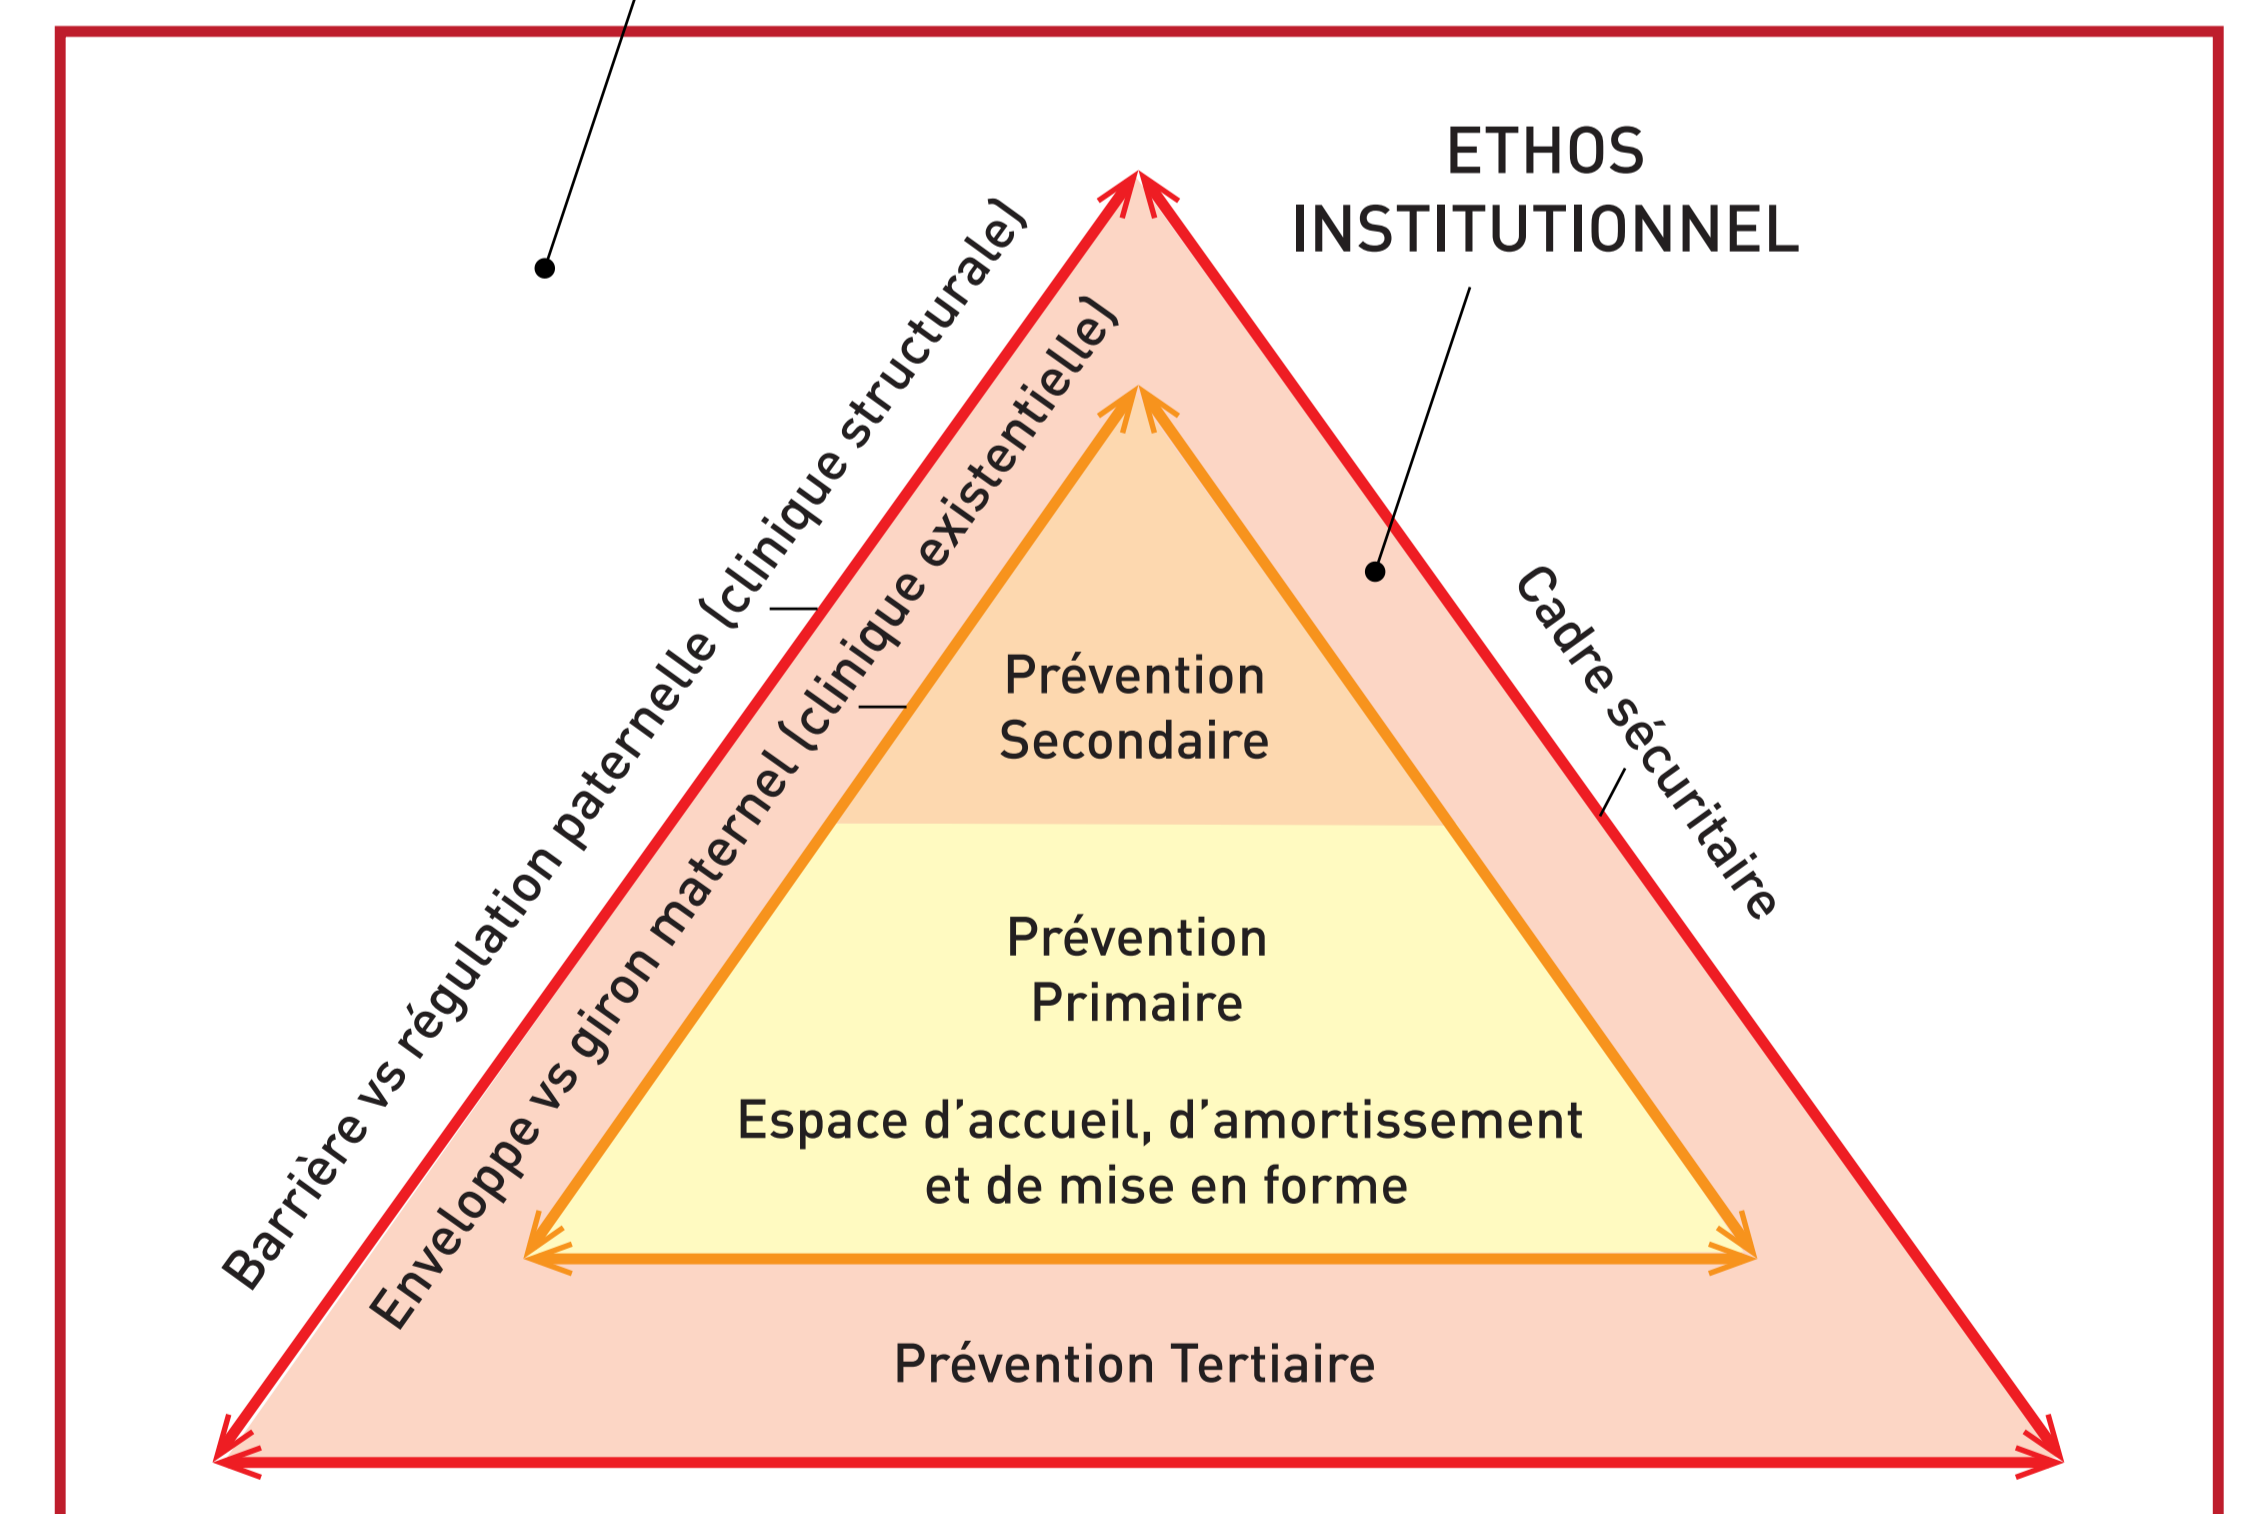 ETHOS
INSTITUTIONNEL
Barrière vs régulation paternelle (clinique structurale)
Enveloppe vs giron maternel (clinique existentielle)
Cadre sécuritaire
Prévention
Secondaire
Prévention
Primaire
Espace d’accueil, d’amortissement
et de mise en forme
Prévention Tertiaire